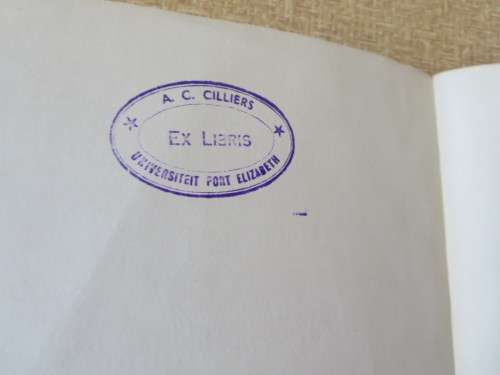 A. C. CILLIERS
Ex Libris
UNIVERSITEIT PORT ELIZABETH